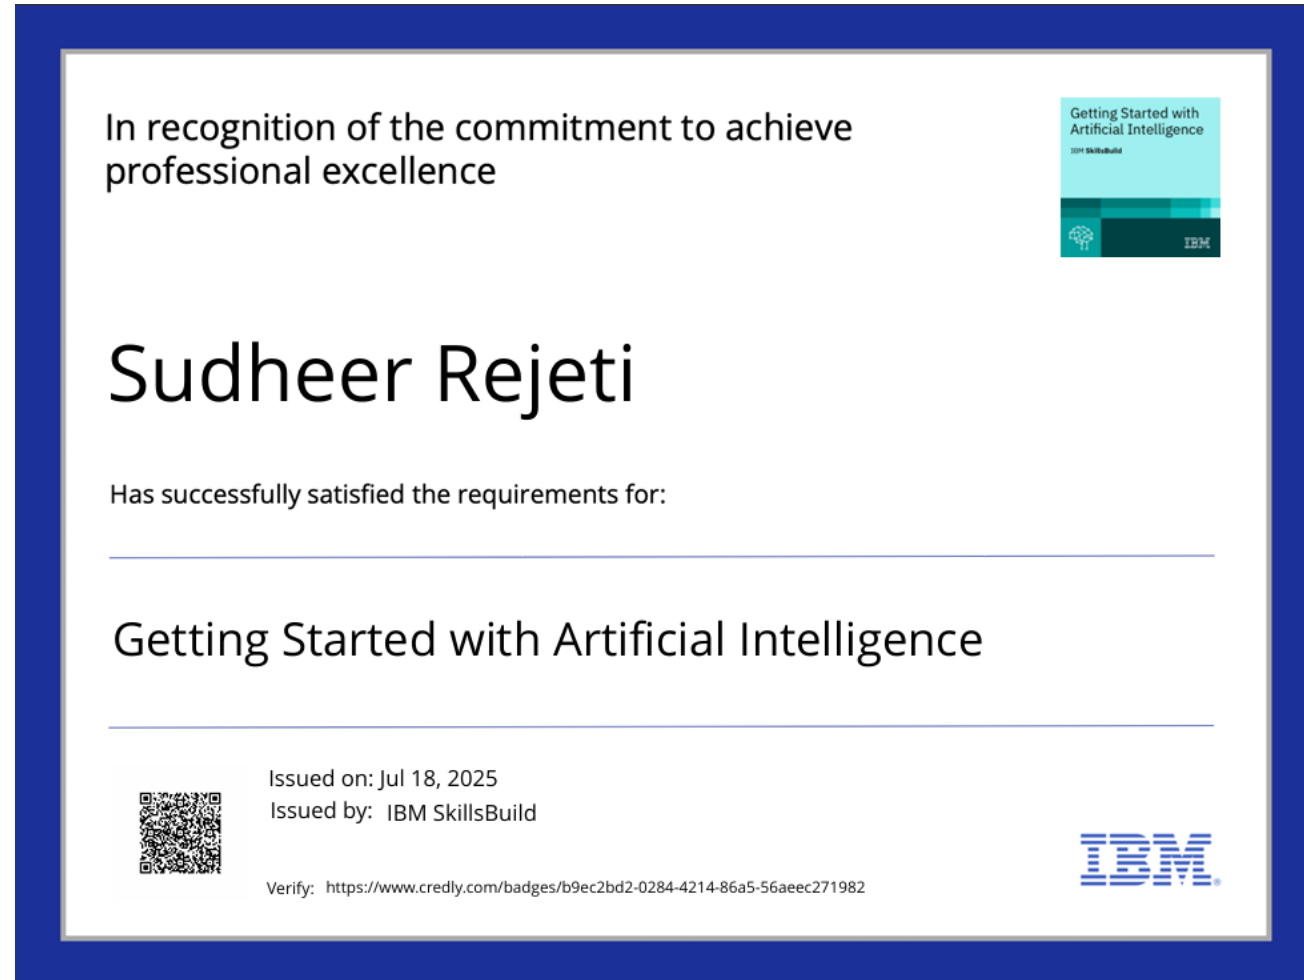 In recognition of the commitment to achieve
professional excellence
Getting Started with
Artificial Intelligence
IBM SkillsBuild
IBM
Sudheer Rejeti
Has successfully satisfied the requirements for:
Getting Started with Artificial Intelligence
Issued on: Jul 18, 2025
Issued by: IBM SkillsBuild
Verify: https://www.credly.com/badges/b9ec2bd2-0284-4214-86a5-56aeec271982
IBM®